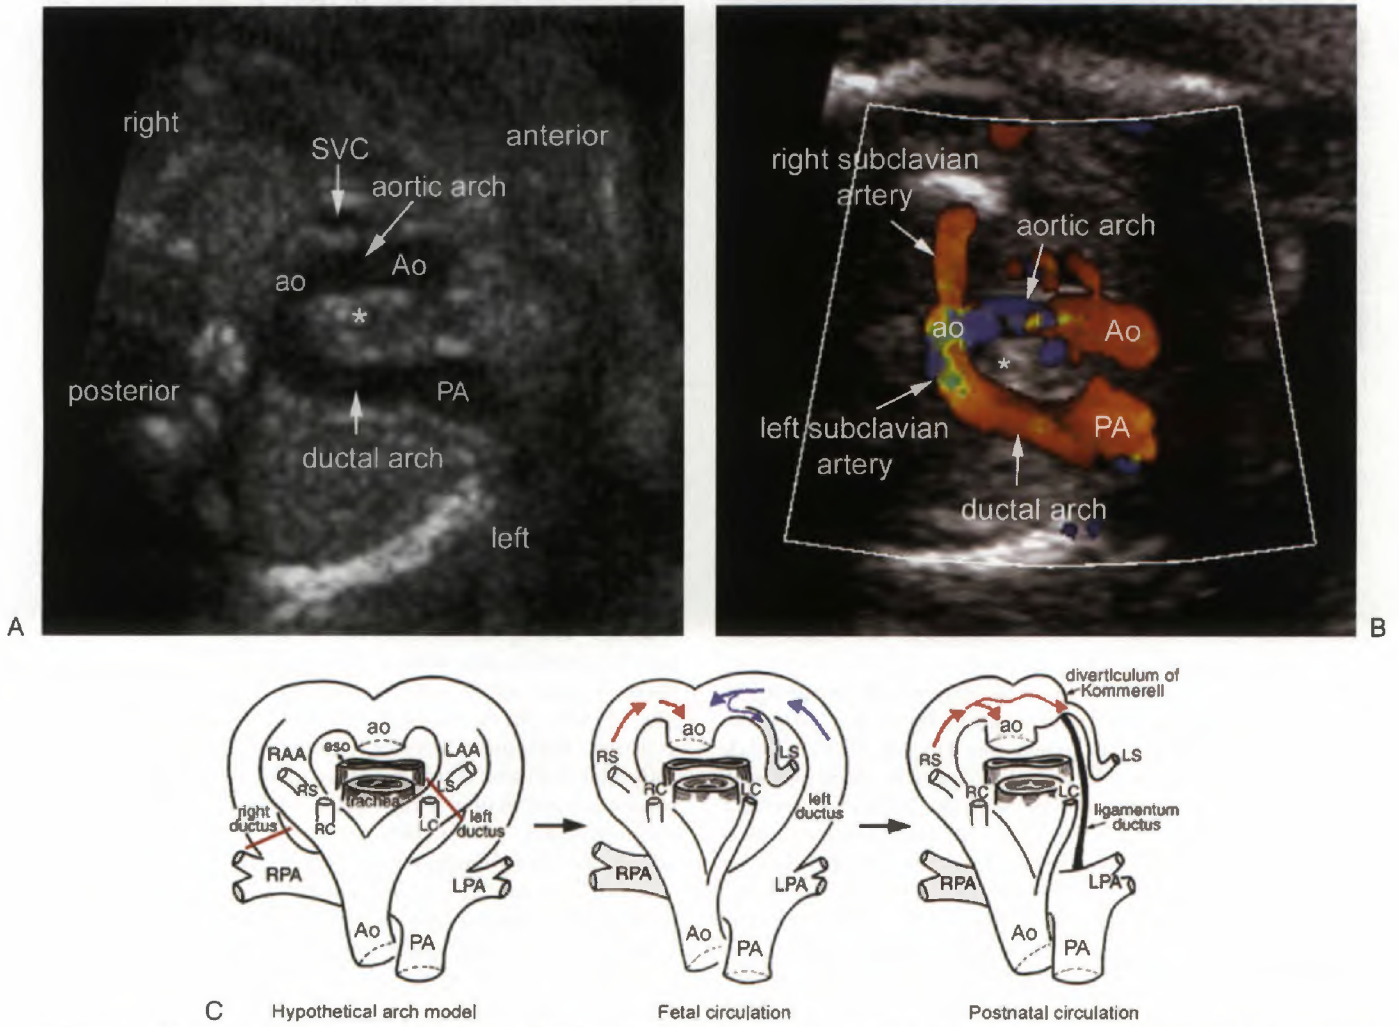 right
anterior
SVC
aortic arch
Ao
ao
*
posterior
PA
ductal arch
left
A
right subclavian
artery
aortic arch
ao
Ao
*
left subclavian
artery
PA
ductal arch
B
ao
RAA
eso
LAA
RS
trachea
LS
right
ductus
RC
LC
left
ductus
RPA
LPA
Ao
PA
Hypothetical arch model
ao
RS
LS
RC
LC
left
ductus
RPA
LPA
Ao
PA
Fetal circulation
diverticulum of
Kommerell
ao
RS
LS
RC
LC
ligamentum
ductus
RPA
LPA
Ao
PA
Postnatal circulation
C